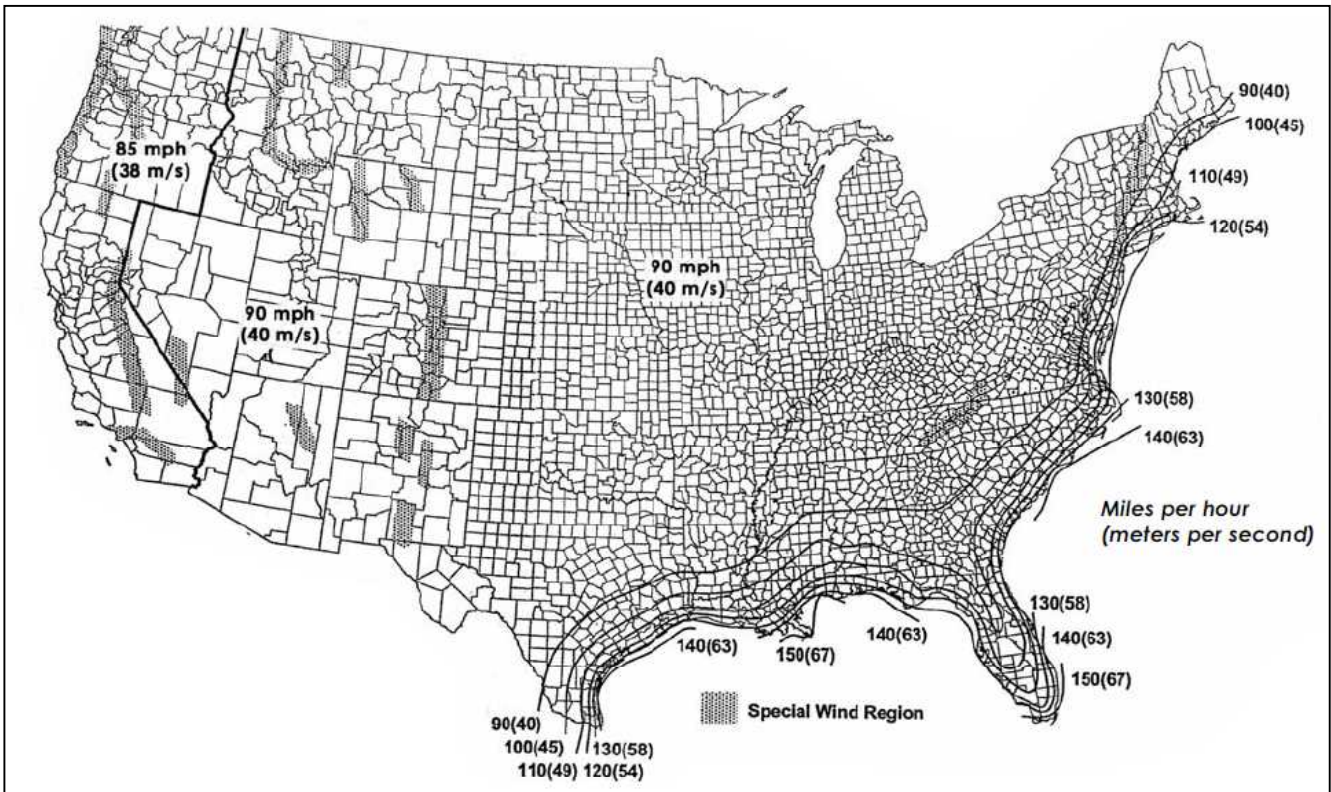 90(40)
100(45)
85 mph
(38 m/s)
110(49)
120(54)
90 mph
(40 m/s)
90 mph
(40 m/s)
130(58)
140(63)
Miles per hour
(meters per second)
130(58)
140(63)
140(63)
140(63)
150(67)
150(67)
Special Wind Region
90(40)
100(45)
130(58)
110(49)
120(54)